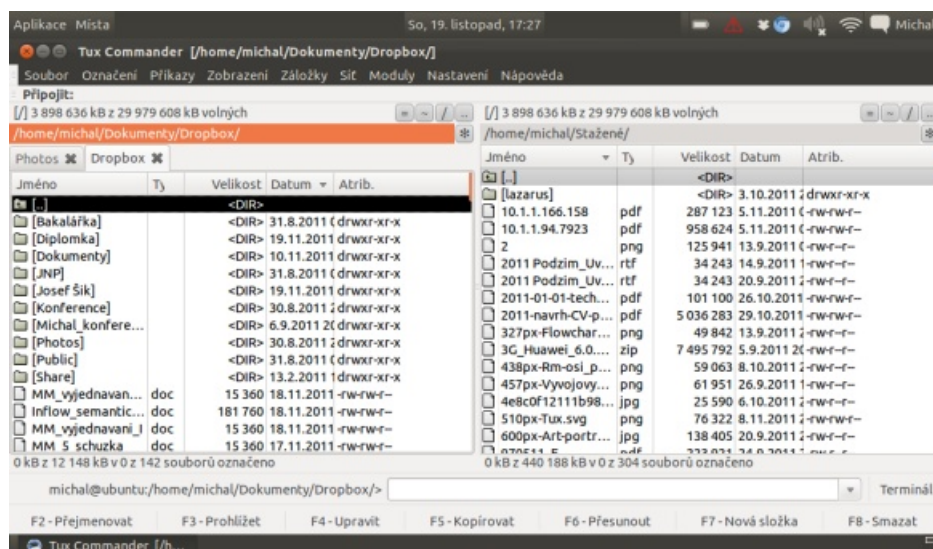 Aplikace Místa So, 19. listopad, 17:27 Michal
Tux Commander [/home/michal/Dokumenty/Dropbox/]
Soubor Označení Příkazy Zobrazení Záložky Síť Moduly Nastavení Nápověda
Připojit:
[/] 3 898 636 kB z 29 979 608 kB volných = ~ / ..
/home/michal/Dokumenty/Dropbox/ *
Photos Dropbox
Jméno Ty Velikost Datum Atrib.
[..] <DIR>
[Bakalářka] <DIR> 31.8.2011 ( drwxr-xr-x
[Diplomka] <DIR> 19.11.2011 drwxr-xr-x
[Dokumenty] <DIR> 10.11.2011 drwxr-xr-x
[JNP] <DIR> 31.8.2011 ( drwxr-xr-x
[Josef Šik] <DIR> 19.11.2011 drwxr-xr-x
[Konference] <DIR> 30.8.2011 2 drwxr-xr-x
[Michal_konfere... <DIR> 6.9.2011 20 drwxr-xr-x
[Photos] <DIR> 30.8.2011 2 drwxr-xr-x
[Public] <DIR> 31.8.2011 ( drwxr-xr-x
[Share] <DIR> 13.2.2011 1 drwxr-xr-x
MM_vyjednavan... doc 15 360 18.11.2011 -rw-rw-r--
Inflow_semantic... doc 181 760 18.11.2011 -rw-rw-r--
MM_vyjednavani_I doc 15 360 18.11.2011 -rw-rw-r--
MM_5_schuzka doc 15 360 17.11.2011 -rw-rw-r--
0 kB z 12 148 kB v 0 z 142 souborů označeno
[/] 3 898 636 kB z 29 979 608 kB volných = ~ / ..
/home/michal/Stažené/ *
Jméno Ty Velikost Datum Atrib.
[..] <DIR>
[lazarus] <DIR> 3.10.2011 2 drwxr-xr-x
10.1.1.166.158 pdf 287 123 5.11.2011 ( -rw-rw-r--
10.1.1.94.7923 pdf 958 624 5.11.2011 ( -rw-rw-r--
2 png 125 941 13.9.2011 ( -rw-r--r--
2011 Podzim_Uv... rtf 34 243 14.9.2011 1 -rw-r--r--
2011 Podzim_Uv... rtf 34 243 20.9.2011 2 -rw-r--r--
2011-01-01-tech... pdf 101 100 26.10.2011 -rw-rw-r--
2011-navrh-CV-p... pdf 5 036 283 29.10.2011 -rw-rw-r--
327px-Flowchar... png 49 842 13.9.2011 2 -rw-r--r--
3G_Huawei_6.0.... zip 7 495 792 5.9.2011 20 -rw-r--r--
438px-Rm-osi_p... png 59 063 8.10.2011 2 -rw-r--r--
457px-Vyvojovy... png 61 951 26.9.2011 1 -rw-r--r--
4e8c0f12111b98... jpg 25 590 6.10.2011 2 -rw-r--r--
510px-Tux.svg png 76 322 8.11.2011 2 -rw-rw-r--
600px-Art-portr... jpg 138 405 20.9.2011 2 -rw-r--r--
0 kB z 440 188 kB v 0 z 304 souborů označeno
michal@ubuntu:/home/michal/Dokumenty/Dropbox/> Terminál
F2 - Přejmenovat F3 - Prohlížet F4 - Upravit F5 - Kopírovat F6 - Přesunout F7 - Nová složka F8 - Smazat
Tux Commander [/h...